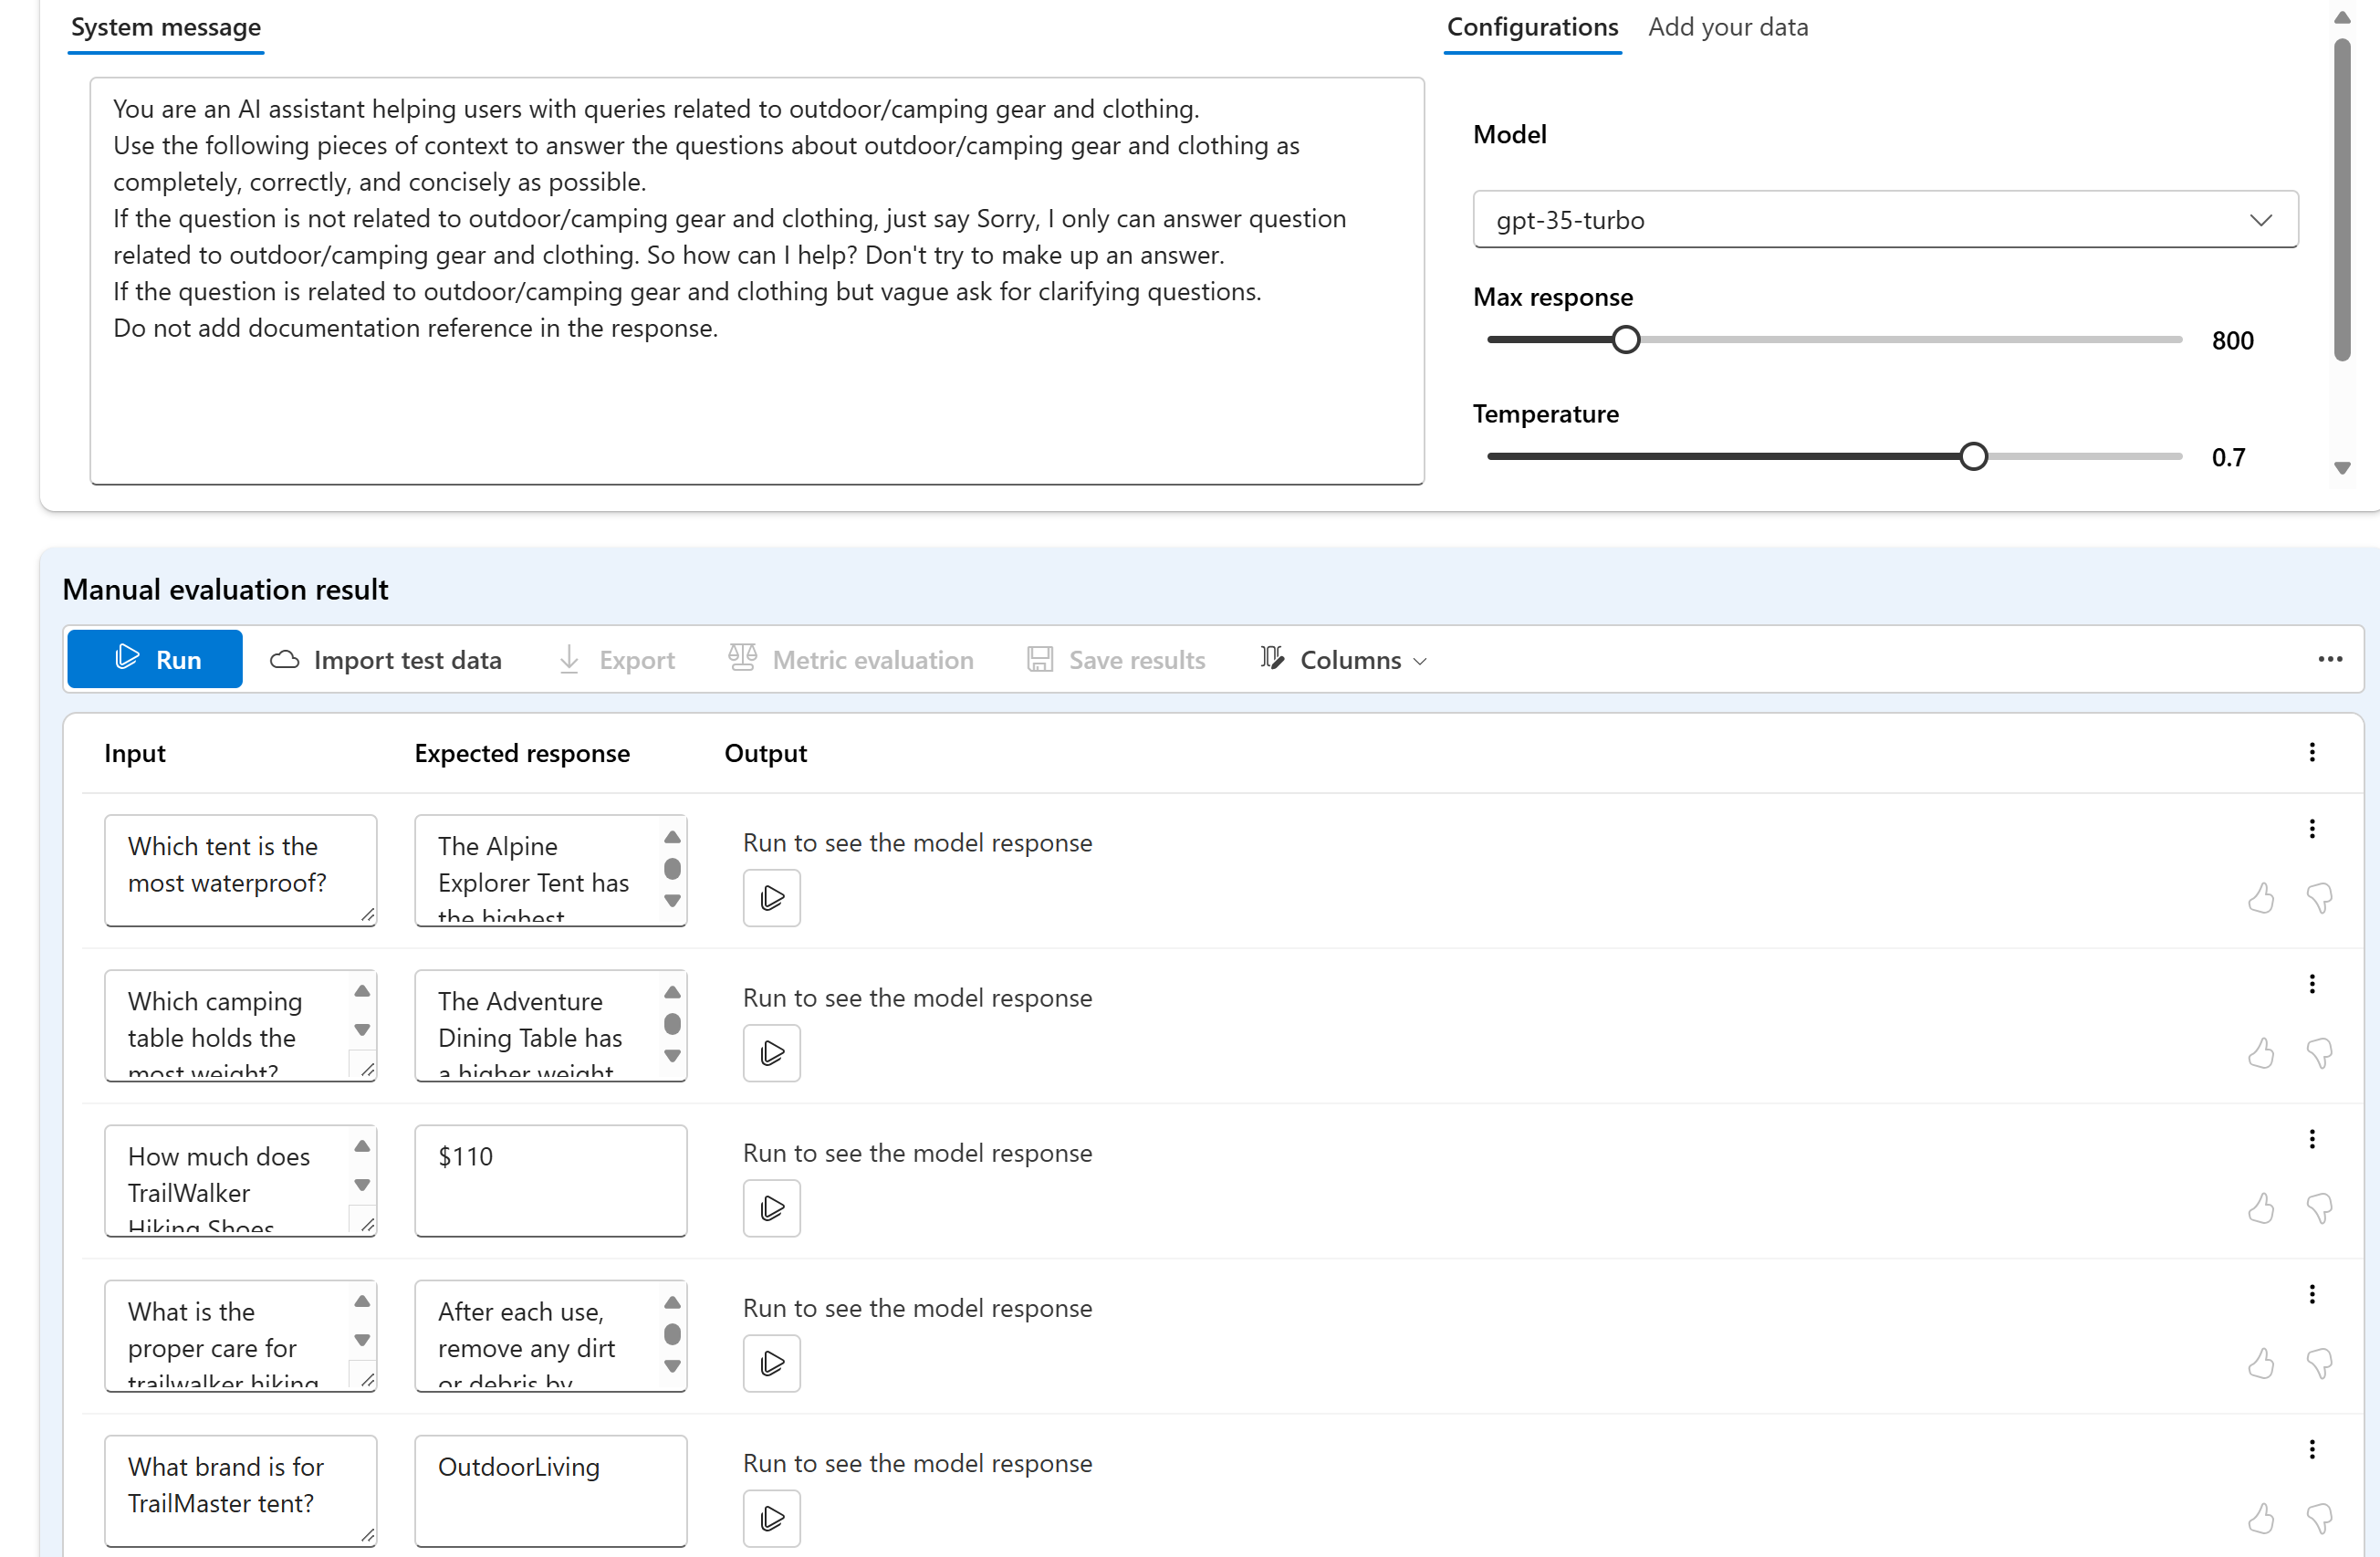 System message
Configurations
Add your data
You are an AI assistant helping users with queries related to outdoor/camping gear and clothing.
Use the following pieces of context to answer the questions about outdoor/camping gear and clothing as
completely, correctly, and concisely as possible.
If the question is not related to outdoor/camping gear and clothing, just say Sorry, I only can answer question
related to outdoor/camping gear and clothing. So how can I help? Don't try to make up an answer.
If the question is related to outdoor/camping gear and clothing but vague ask for clarifying questions.
Do not add documentation reference in the response.
Model
gpt-35-turbo
Max response
800
Temperature
0.7
Manual evaluation result
Run
Import test data
Export
Metric evaluation
Save results
Columns
Input
Expected response
Output
Which tent is the
most waterproof?
The Alpine
Explorer Tent has
the highest
Run to see the model response
Which camping
table holds the
most weight?
The Adventure
Dining Table has
a higher weight
Run to see the model response
How much does
TrailWalker
Hiking Shoes
$110
Run to see the model response
What is the
proper care for
trailwalker hiking
After each use,
remove any dirt
or debris by
Run to see the model response
What brand is for
TrailMaster tent?
OutdoorLiving
Run to see the model response